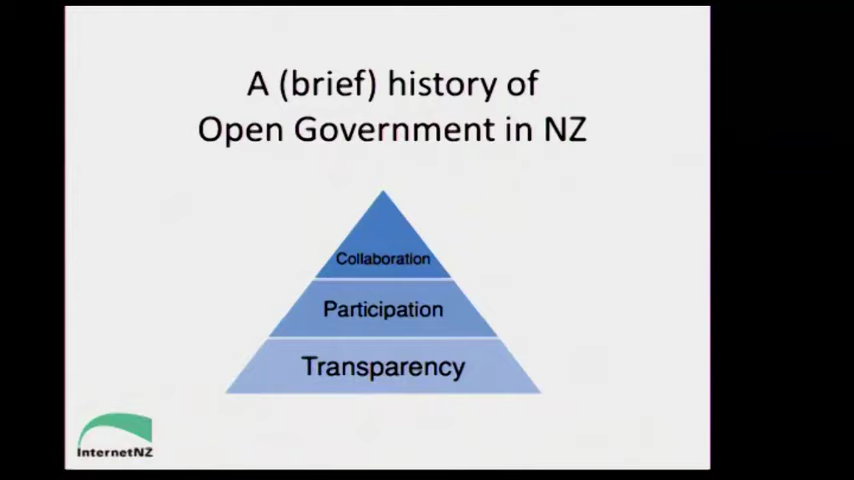 A (brief) history of
Open Government in NZ
Collaboration
Participation
Transparency
InternetNZ